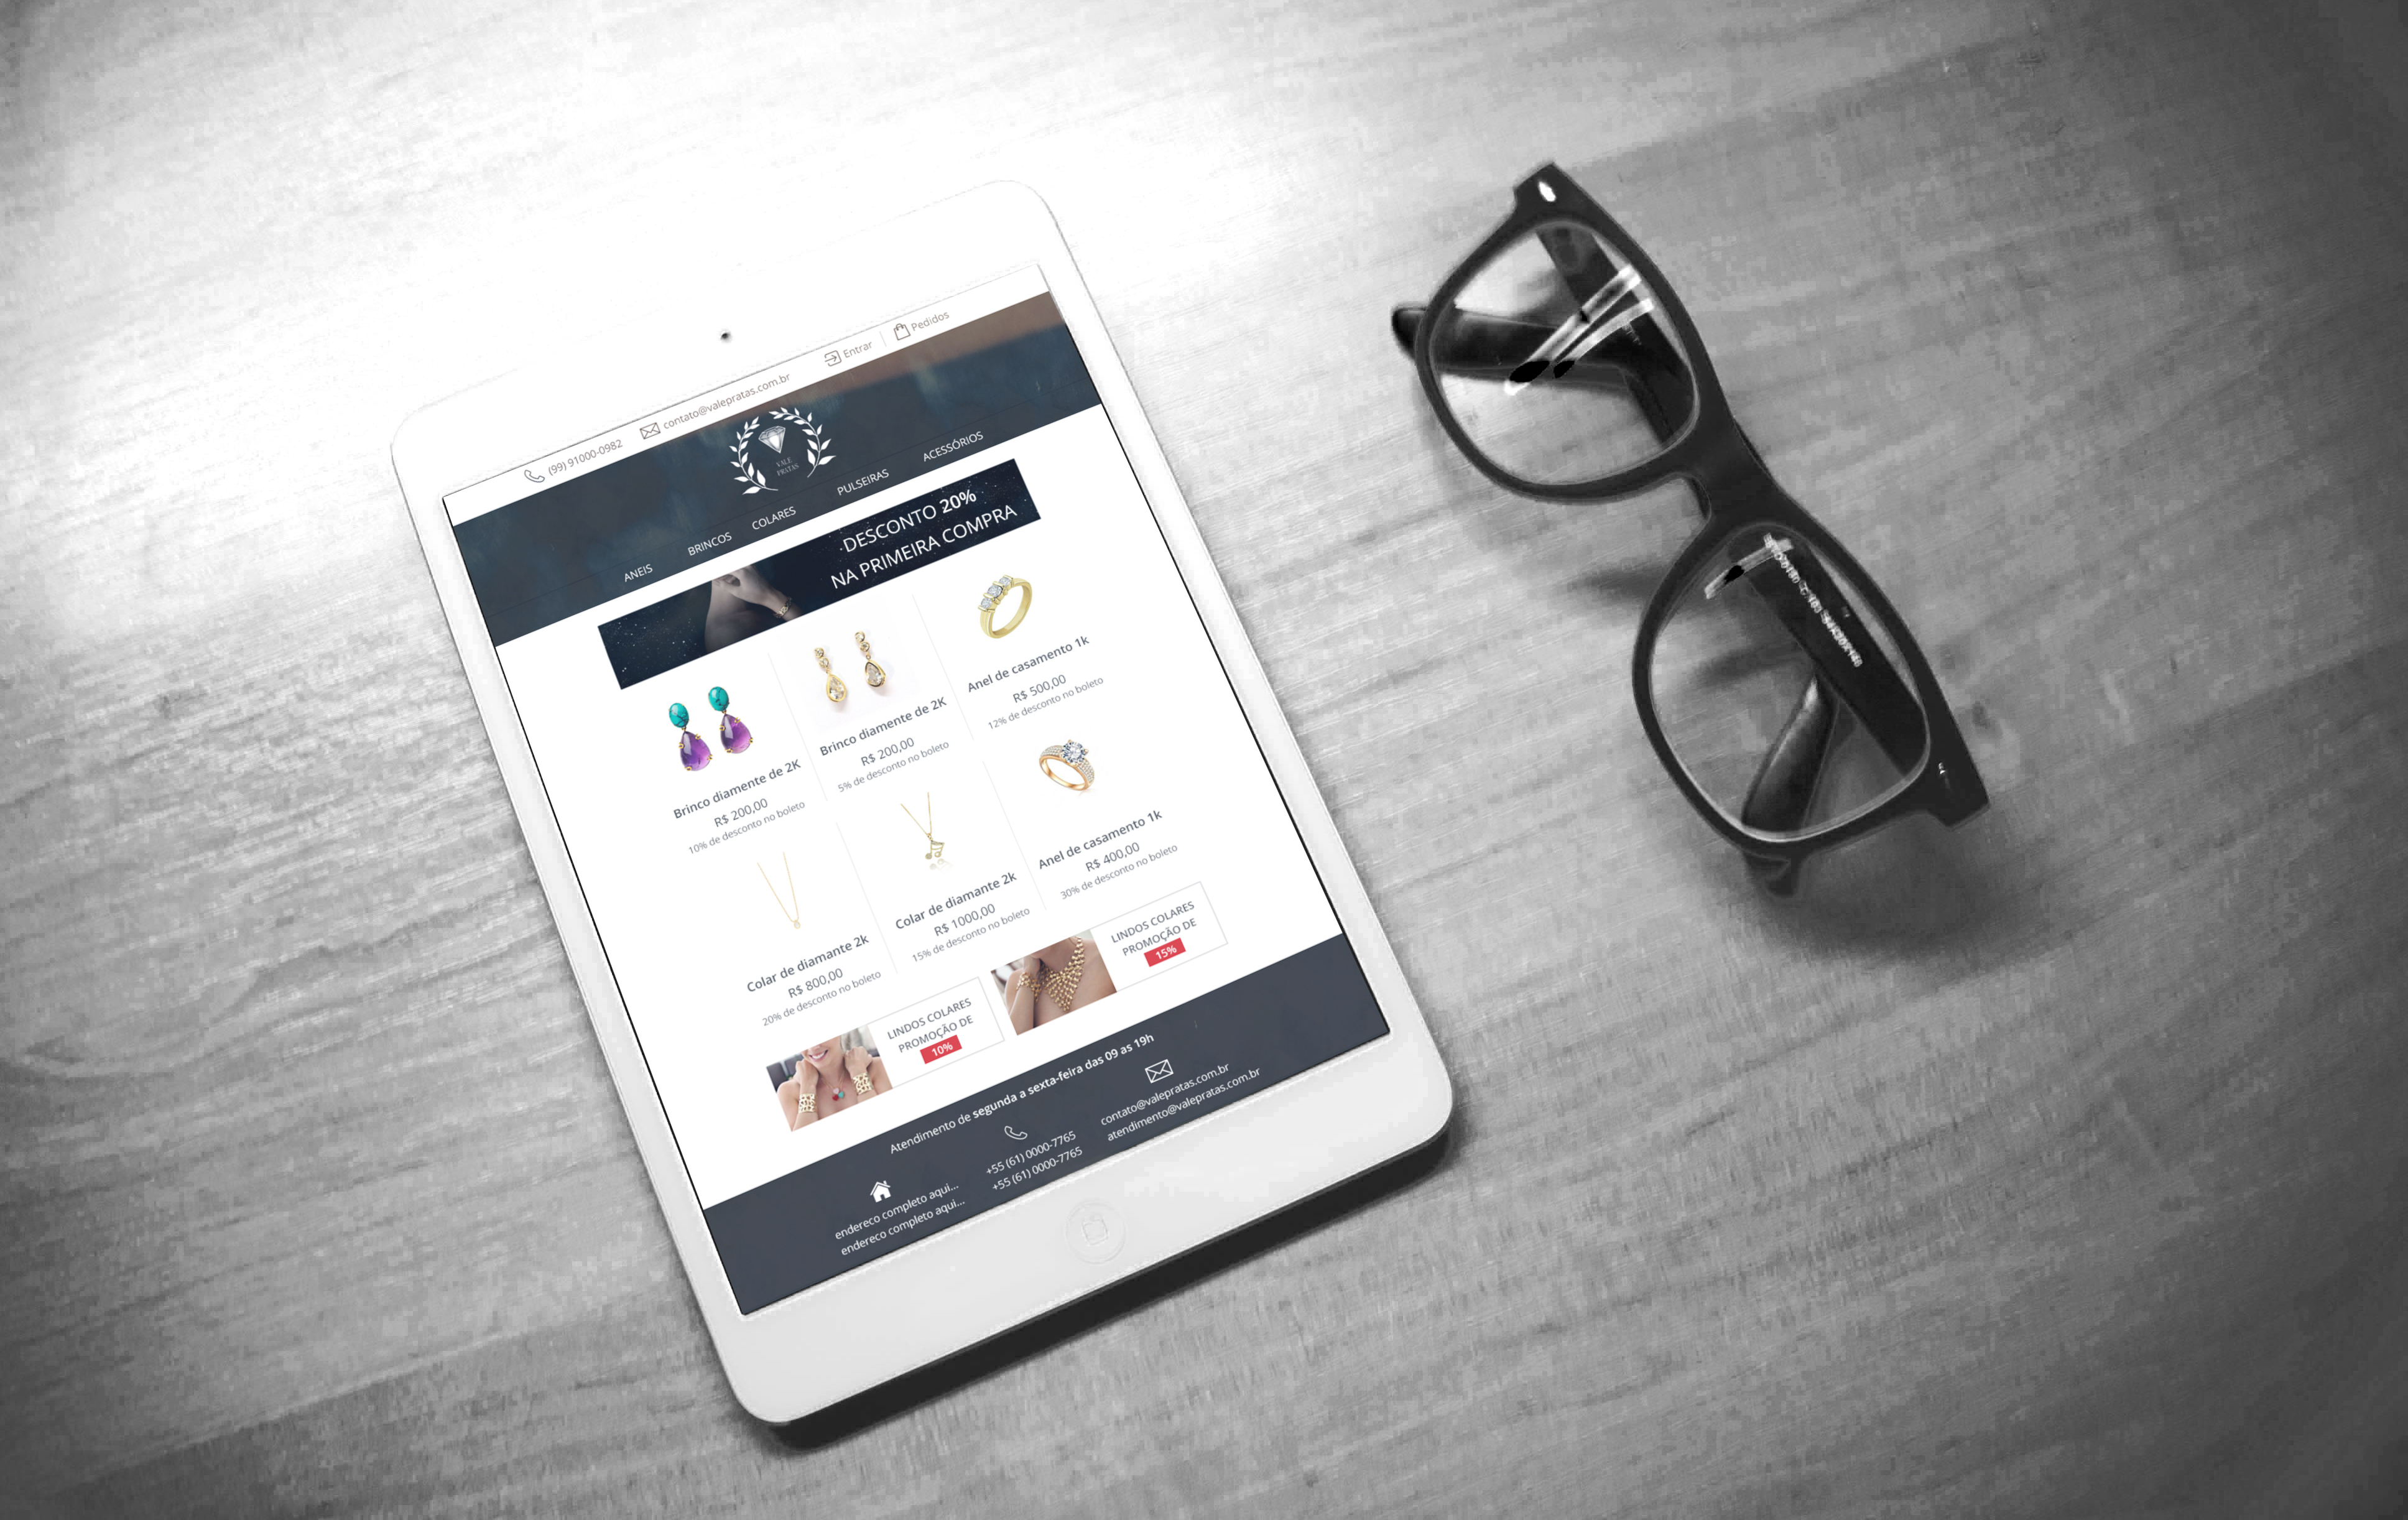 (99) 91000-0982
contato@valepratas.com.br
Entrar
Pedidos
VALE
PRATAS
ANEIS
BRINCOS
COLARES
PULSEIRAS
ACESSÓRIOS
DESCONTO 20%
NA PRIMEIRA COMPRA
Brinco diamente de 2K
R$ 200,00
10% de desconto no boleto
Brinco diamente de 2K
R$ 200,00
5% de desconto no boleto
Anel de casamento 1k
R$ 500,00
12% de desconto no boleto
Colar de diamante 2k
R$ 800,00
20% de desconto no boleto
Colar de diamante 2k
R$ 1000,00
15% de desconto no boleto
Anel de casamento 1k
R$ 400,00
30% de desconto no boleto
LINDOS COLARES
PROMOÇÃO DE
10%
LINDOS COLARES
PROMOÇÃO DE
15%
Atendimento de segunda a sexta-feira das 09 as 19h
endereco completo aqui...
endereco completo aqui...
+55 (61) 0000-7765
+55 (61) 0000-7765
contato@valepratas.com.br
atendimento@valepratas.com.br